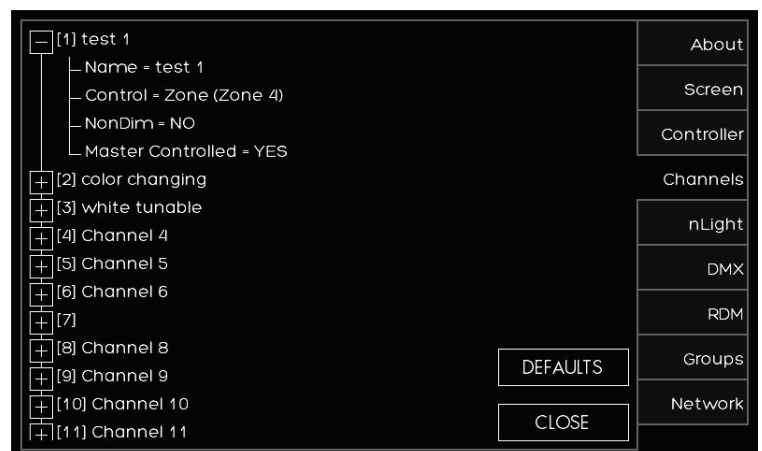 [1] test 1
Name = test 1
Control = Zone (Zone 4)
NonDim = NO
Master Controlled = YES
[2] color changing
[3] white tunable
[4] Channel 4
[5] Channel 5
[6] Channel 6
[7]
[8] Channel 8
[9] Channel 9
[10] Channel 10
[11] Channel 11
DEFAULTS
CLOSE
About
Screen
Controller
Channels
nLight
DMX
RDM
Groups
Network